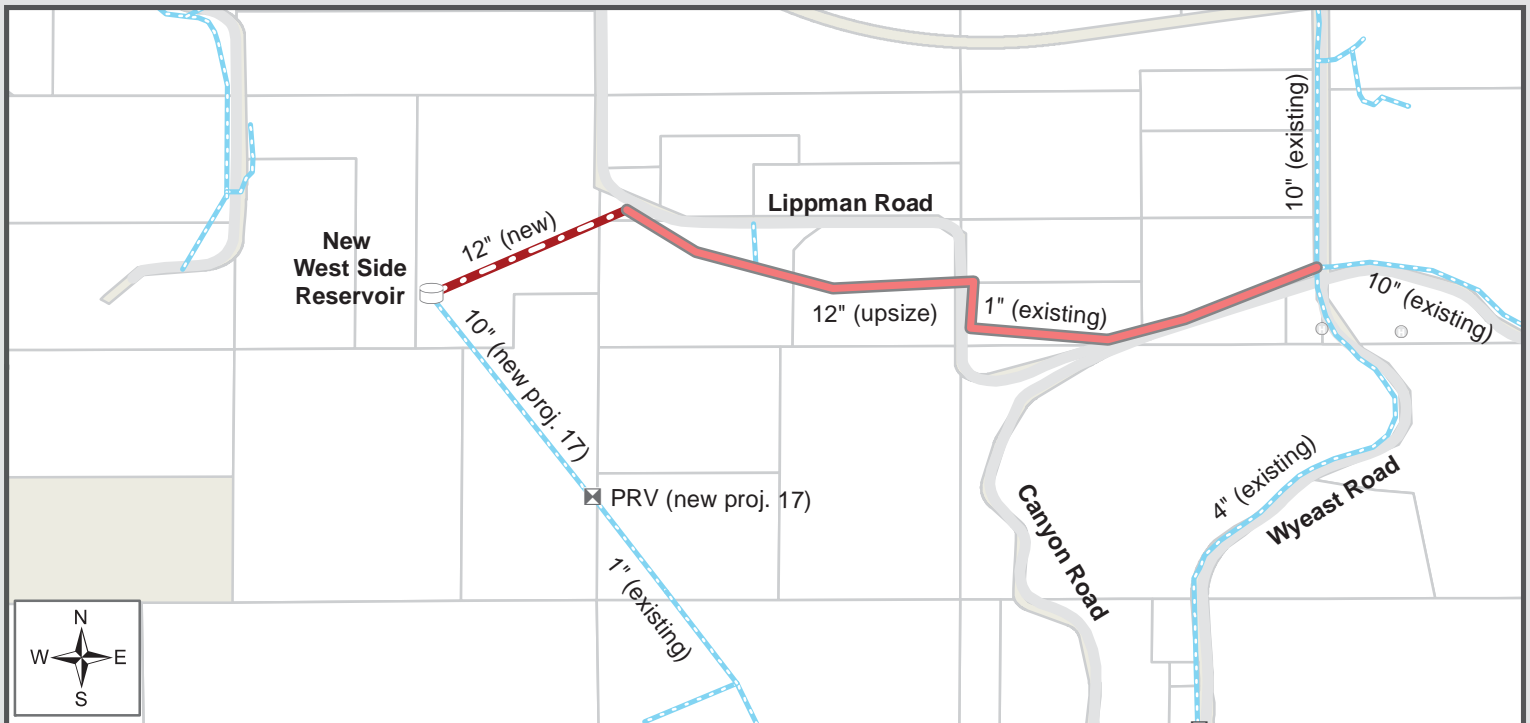 10" (existing)
Lippman Road
12" (new)
New
West Side
Reservoir
10" (existing)
12" (upsize)
1" (existing)
10" (new proj. 17)
PRV (new proj. 17)
4" (existing)
Wyeast Road
Canyon Road
1" (existing)
N
W E
S